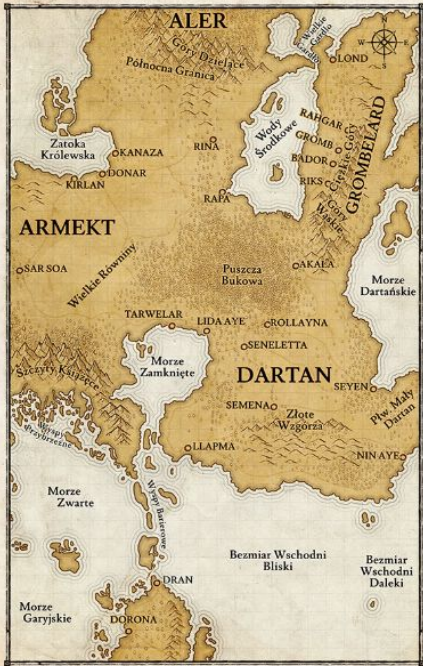 ALER
Wielkie
Gardło
Góry Dzielące
Północna Granica
W
N
E
S
LOND
Wody
Środkowe
RAHGAR
GROMB
BADOR
RIKS
Ciężkie Góry
GROMBELARD
Góry
Wąskie
Zatoka
Królewska
KANAZA
DONAR
KIRLAN
RINA
RAPA
ARMEKT
SAR SOA
Wielkie Równiny
Puszcza
Bukowa
AKALA
Morze
Dartańskie
TARWELAR
LIDA AYE
ROLLAYNA
SENELETTA
Morze
Zamknięte
DARTAN
Szczyty Książęce
SEYEN
Płw. Mały
Dartan
SEMENA
Złote
Wzgórza
Wyspy
Przybrzeżne
LLAPMA
NIN AYE
Morze
Zwarte
Wyspy Barierowe
Bezmiar Wschodni
Bliski
Bezmiar
Wschodni
Daleki
DRAN
Morze
Garyjskie
DORONA